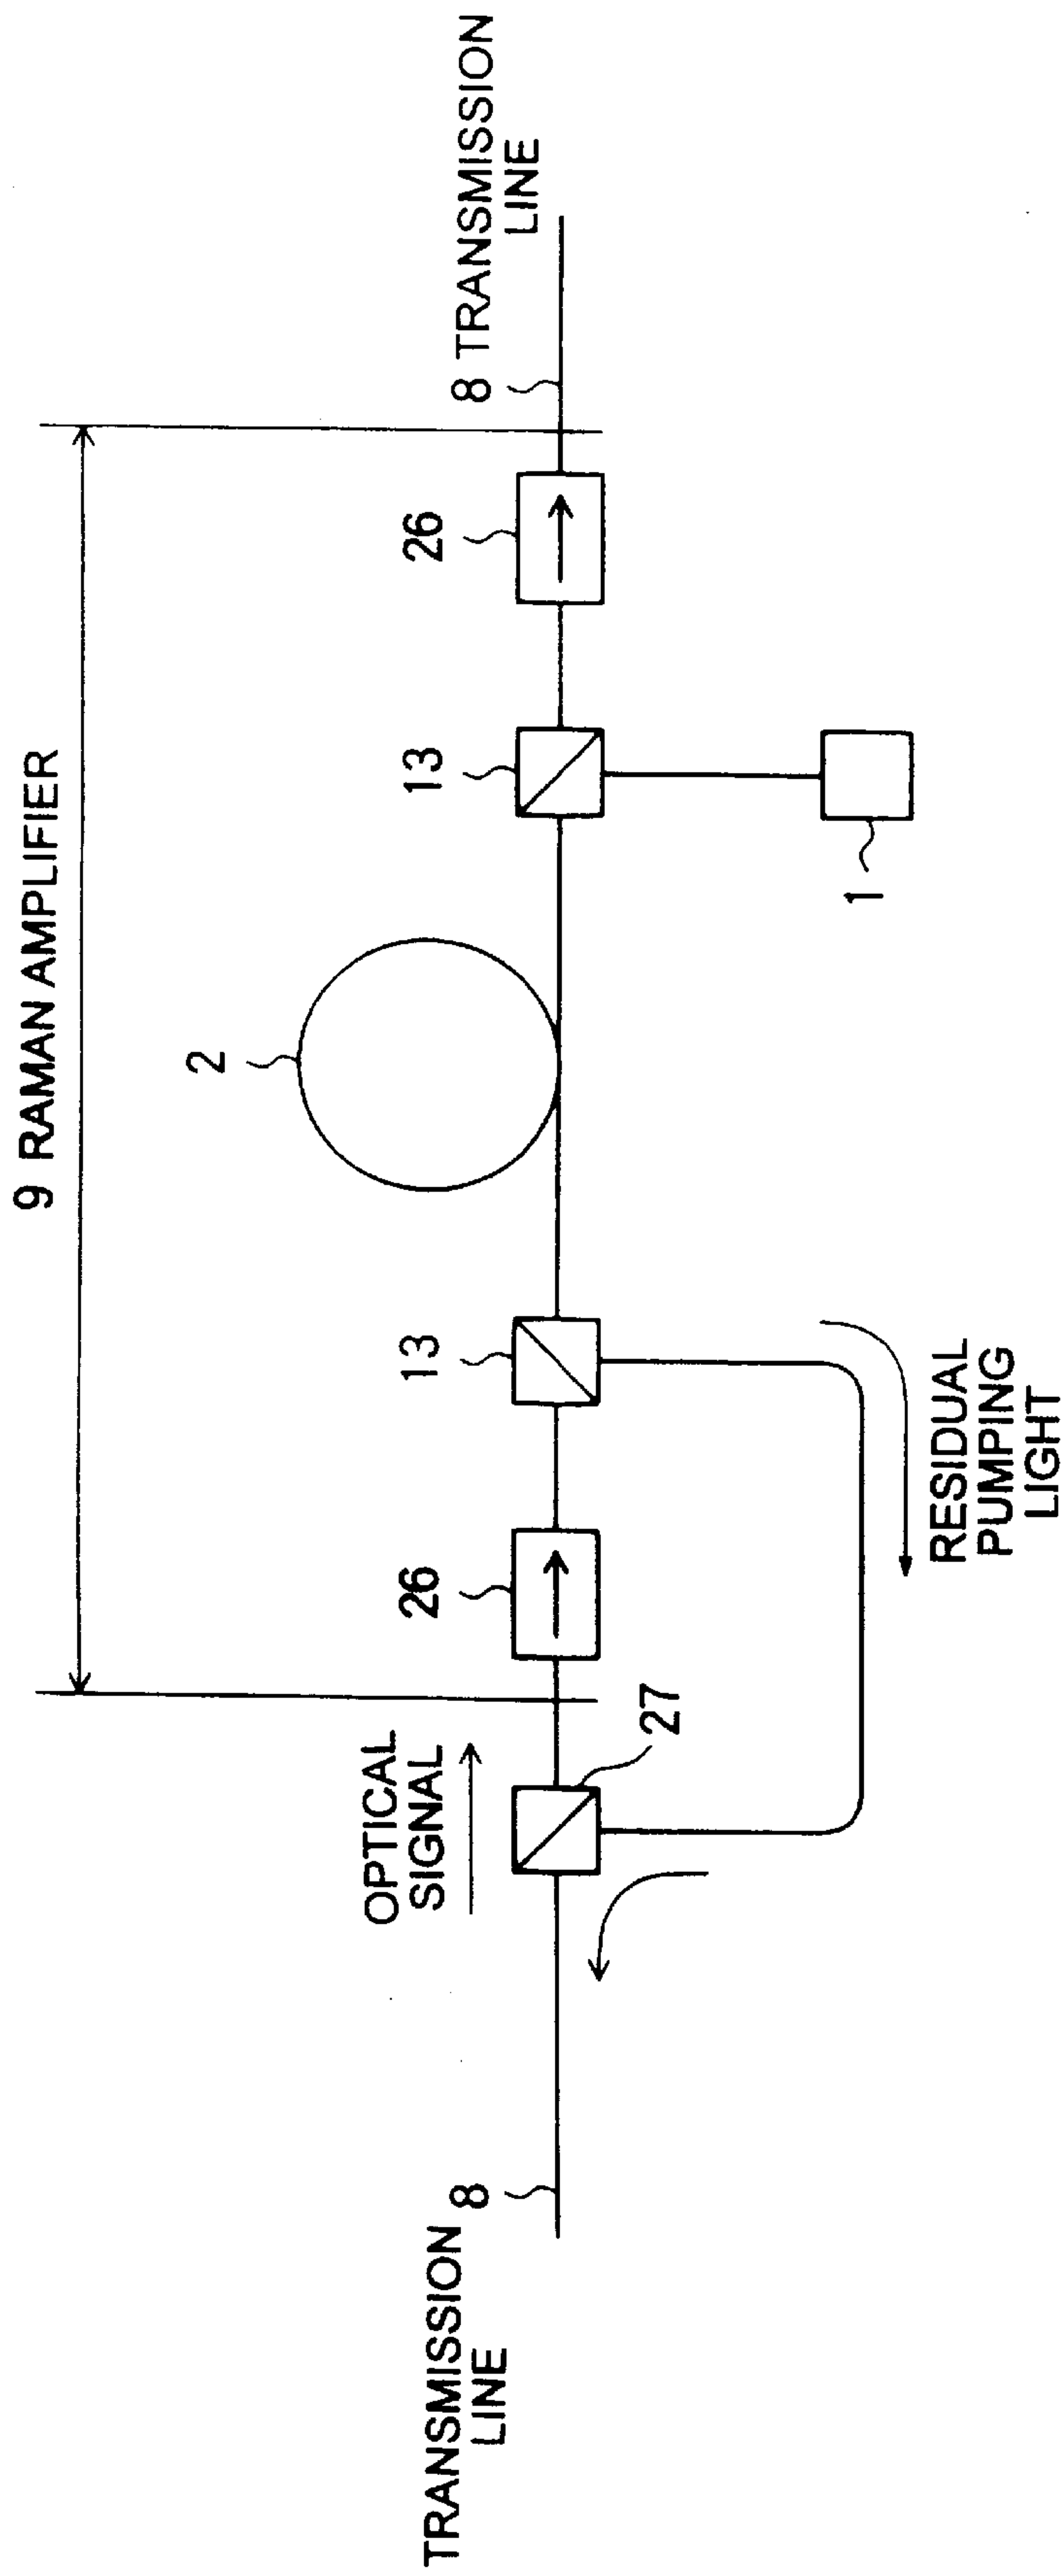 9 RAMAN AMPLIFIER
2
13
26
8 TRANSMISSION
LINE
13
26
OPTICAL
SIGNAL
27
1
TRANSMISSION
LINE
8
RESIDUAL
PUMPING
LIGHT